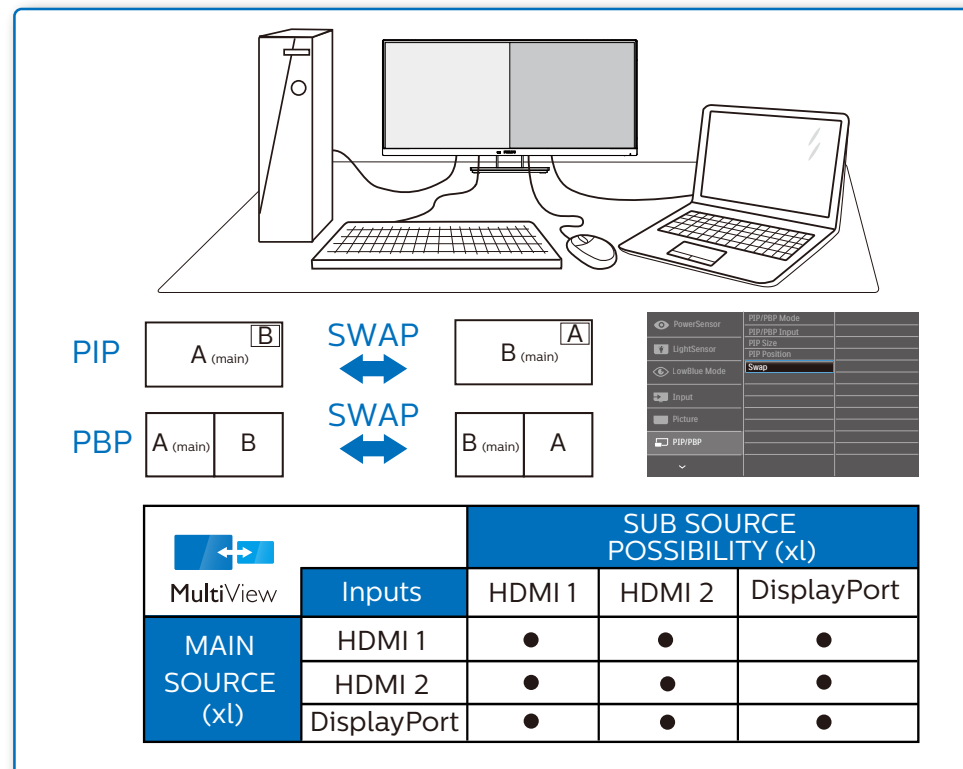 PIP
A (main)
B
SWAP
B (main)
A
PBP
A (main)
B
SWAP
B (main)
A
PowerSensor
LightSensor
LowBlue Mode
Input
Picture
PIP/PBP
PIP/PBP Mode
PIP/PBP Input
PIP Size
PIP Position
Swap
MultiView
SUB SOURCE
POSSIBILITY (xl)
Inputs
HDMI 1
HDMI 2
DisplayPort
MAIN
SOURCE
(xl)
HDMI 1
HDMI 2
DisplayPort